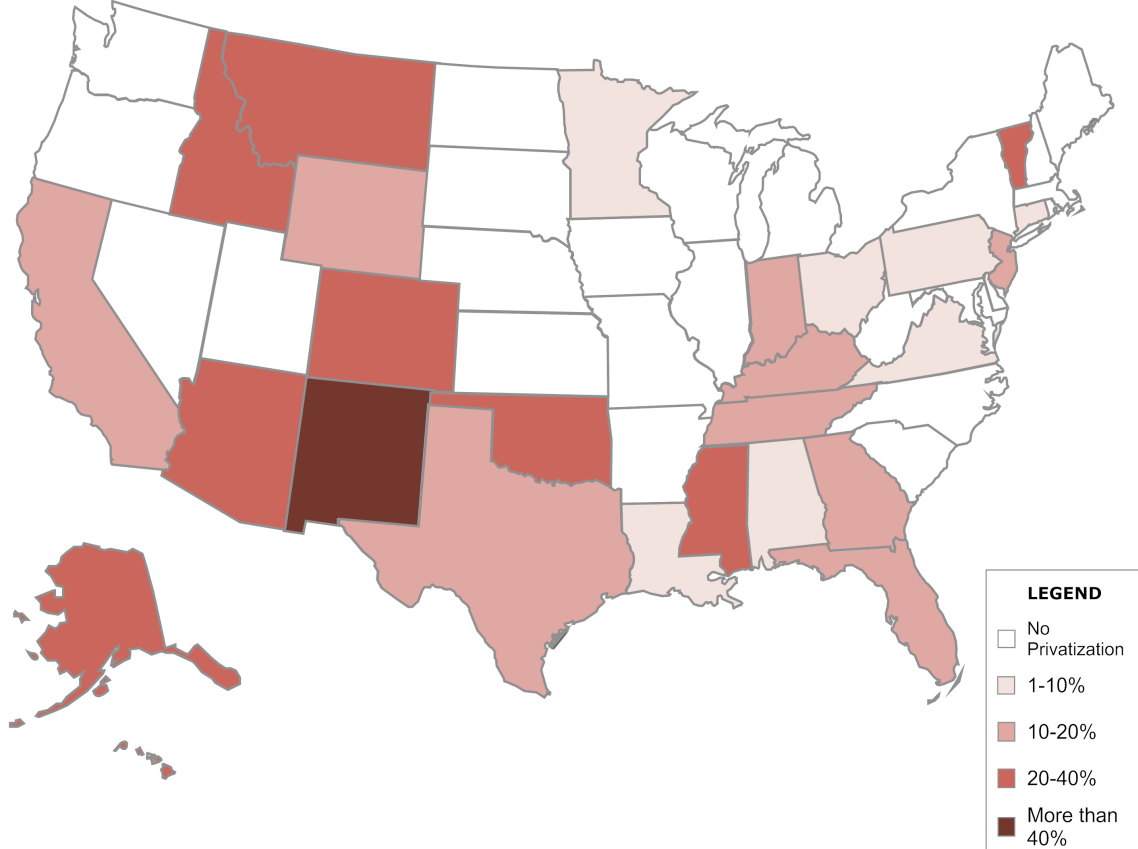 LEGEND
No
Privatization
1-10%
10-20%
20-40%
More than
40%